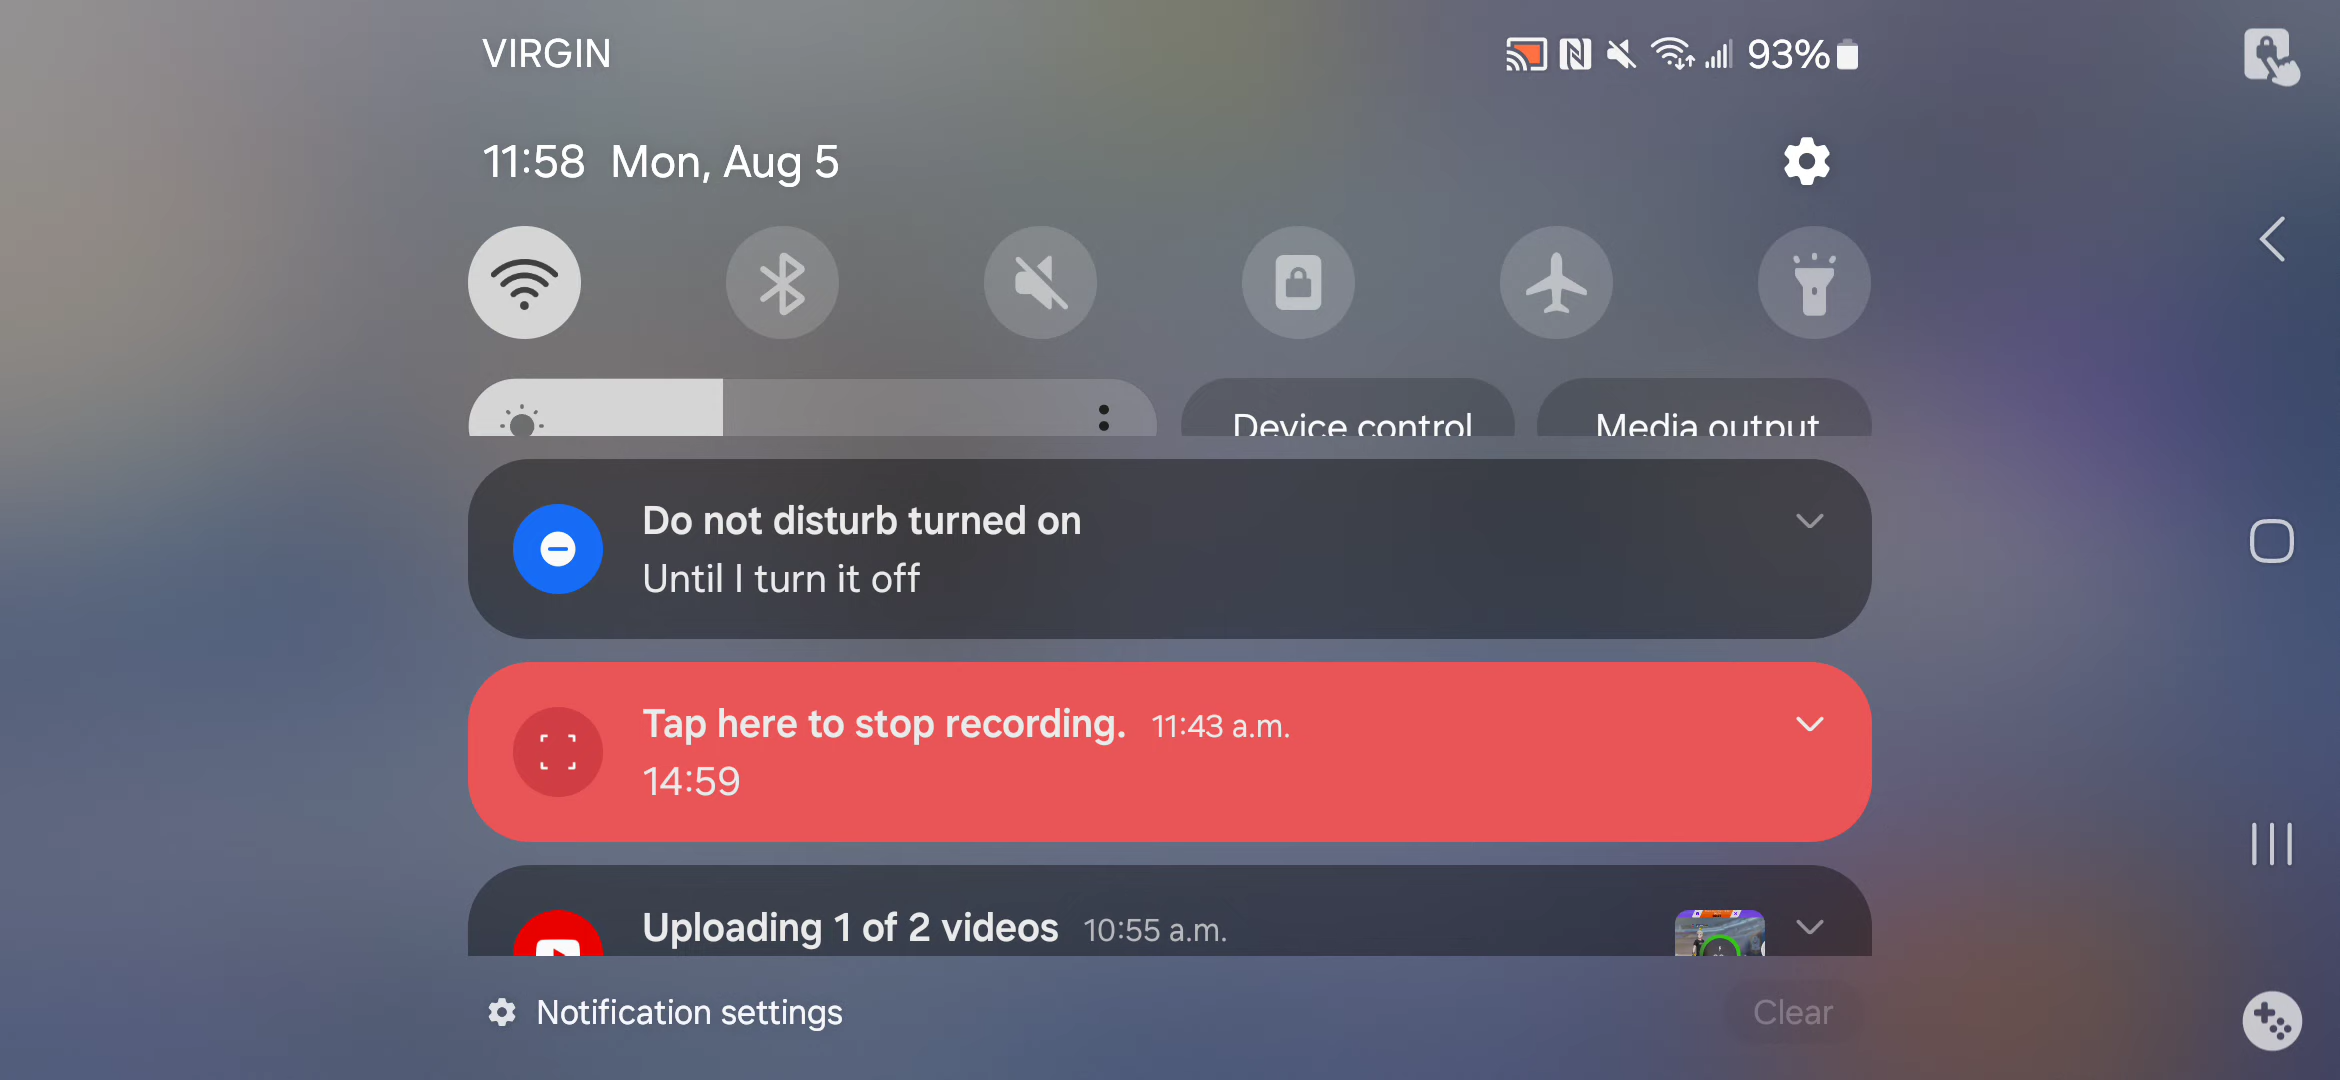 VIRGIN
93%
11:58 Mon, Aug 5
Device control
Media output
Do not disturb turned on
Until I turn it off
Tap here to stop recording. 11:43 a.m.
14:59
Uploading 1 of 2 videos 10:55 a.m.
Notification settings
Clear